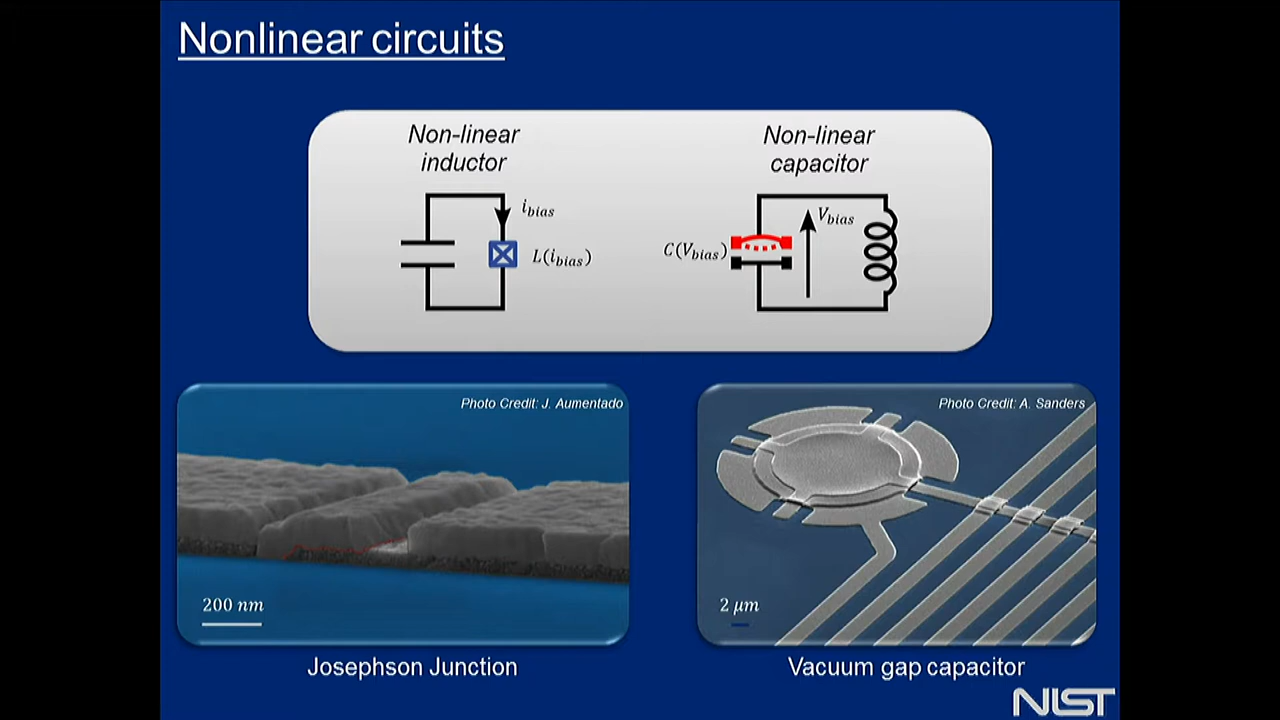 Nonlinear circuits
Non-linear
inductor
i_bias
L(i_bias)
Non-linear
capacitor
C(V_bias)
V_bias
Photo Credit: J. Aumentado
200 nm
Josephson Junction
Photo Credit: A. Sanders
2 μm
Vacuum gap capacitor
NIST